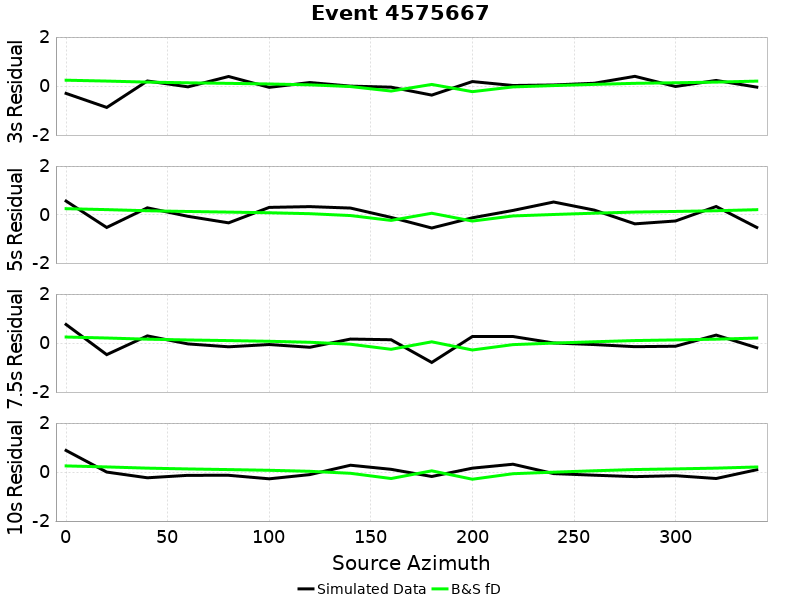 Event 4575667
3s Residual
2
0
-2
5s Residual
2
0
-2
7.5s Residual
2
0
-2
10s Residual
2
0
-2
0 50 100 150 200 250 300
Source Azimuth
Simulated Data B&S fD